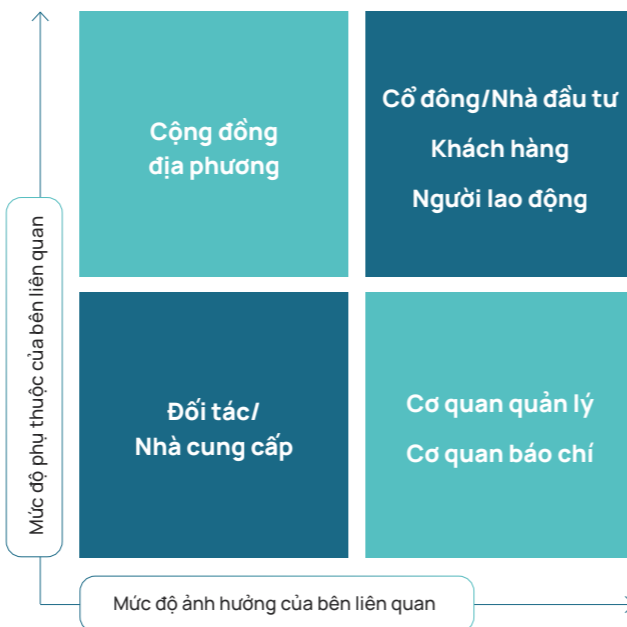 Cộng đồng
địa phương
Cổ đông/Nhà đầu tư
Khách hàng
Người lao động
Mức độ phụ thuộc của bên liên quan
Đối tác/
Nhà cung cấp
Cơ quan quản lý
Cơ quan báo chí
Mức độ ảnh hưởng của bên liên quan